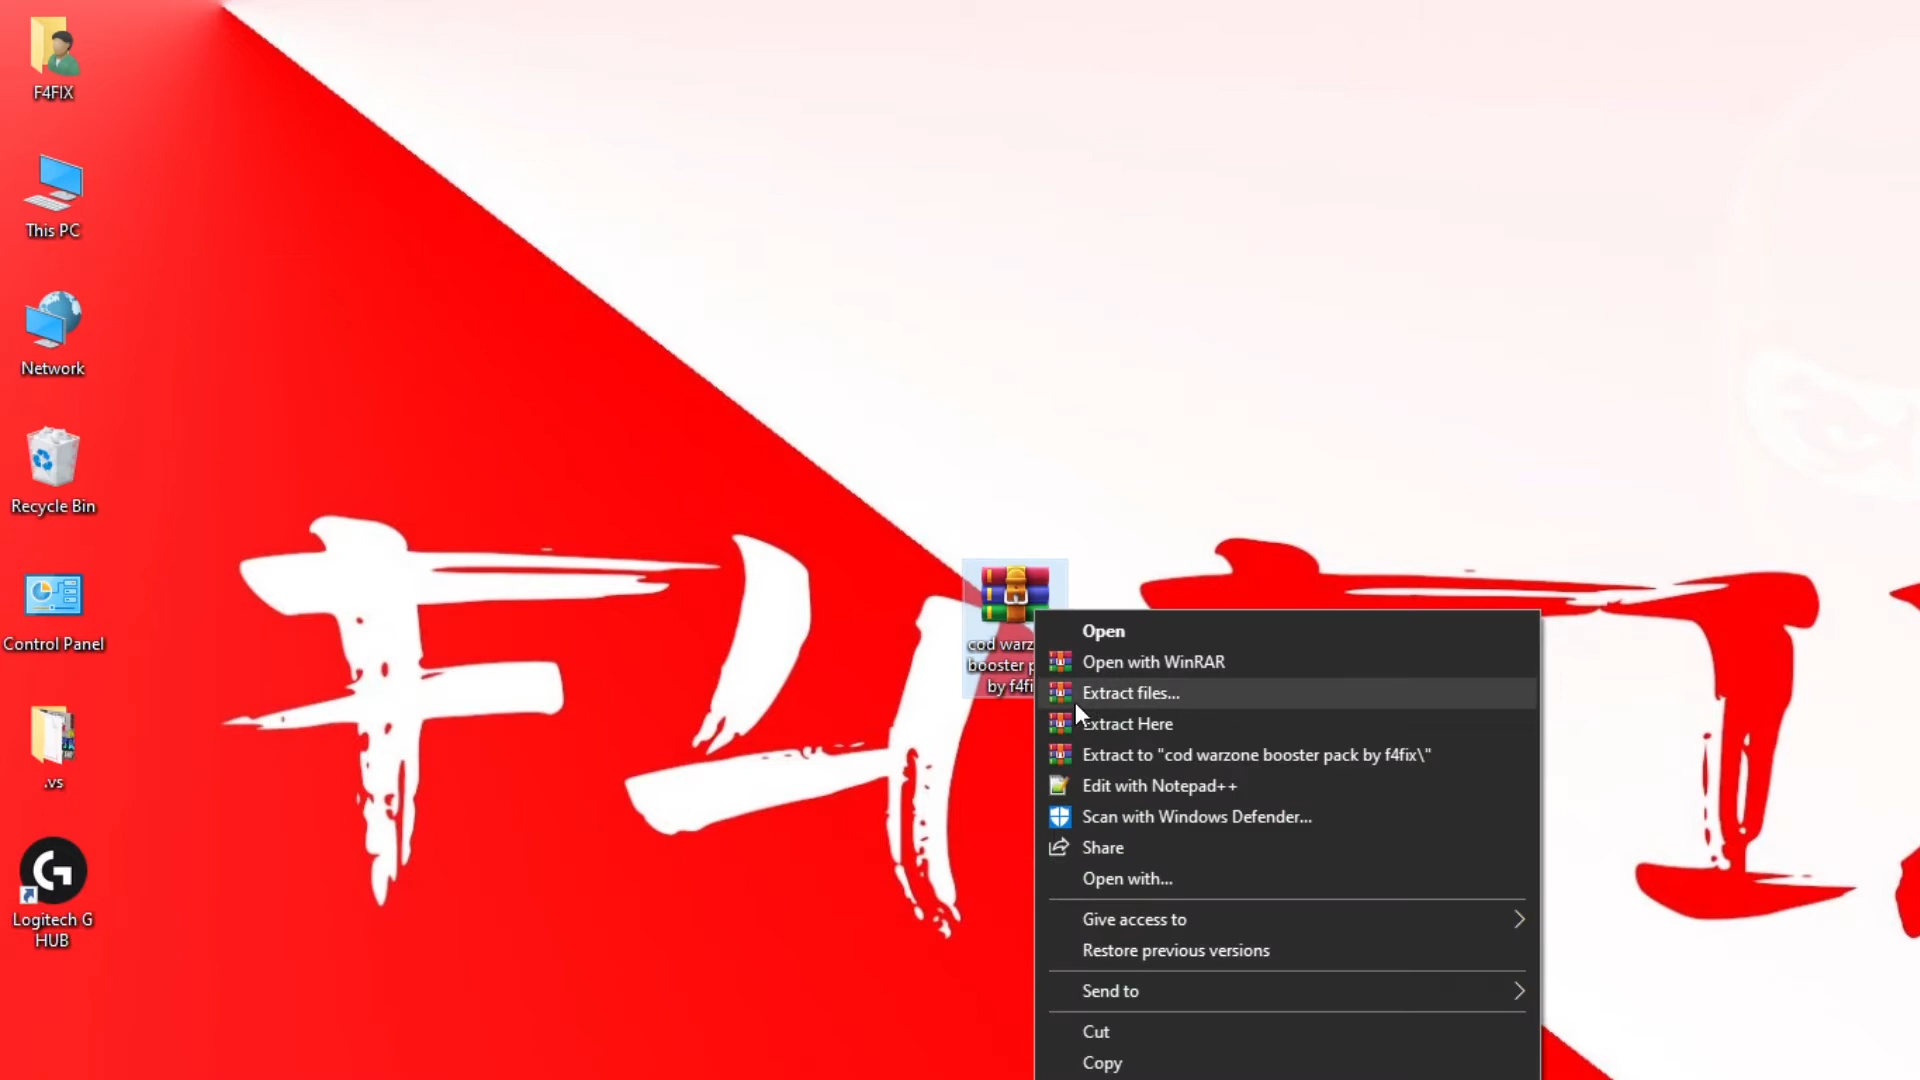 F4FIX
This PC
Network
Recycle Bin
Control Panel
.vs
Logitech G
HUB
F4FI
booster
by f4fi
Open
Open with WinRAR
Extract files...
Extract Here
Extract to "cod warzone booster pack by f4fix\"
Edit with Notepad++
Scan with Windows Defender...
Share
Open with...
Give access to
Restore previous versions
Send to
Cut
Copy